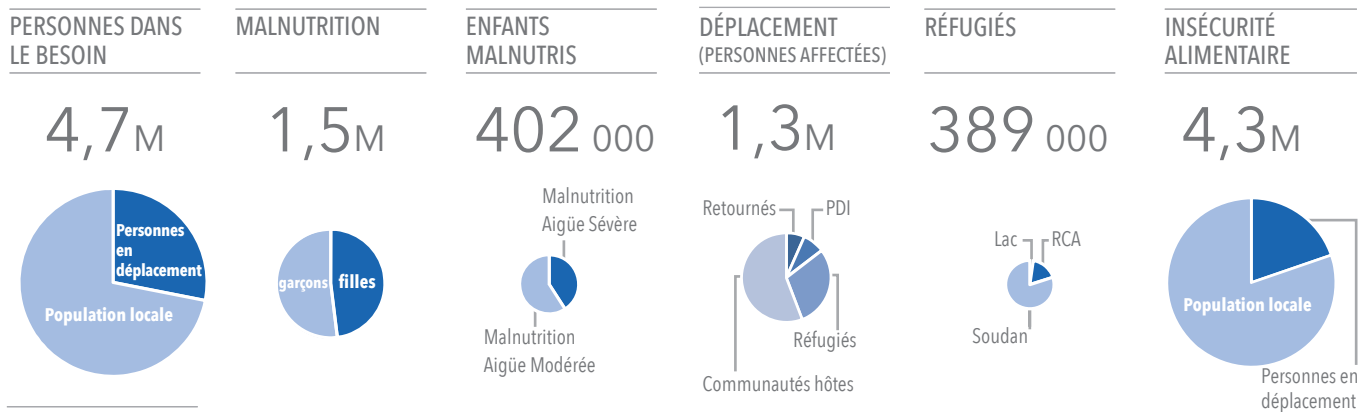 PERSONNES DANS
LE BESOIN
4,7M
Personnes
en
déplacement
Population locale
MALNUTRITION
1,5M
garçons
filles
ENFANTS
MALNUTRIS
402 000
Malnutrition
Aigüe Sévère
Malnutrition
Aigüe Modérée
DÉPLACEMENT
(PERSONNES AFFECTÉES)
1,3M
Retournés
PDI
Réfugiés
Communautés hôtes
RÉFUGIÉS
389 000
Lac
RCA
Soudan
INSÉCURITÉ
ALIMENTAIRE
4,3M
Population locale
Personnes en
déplacement